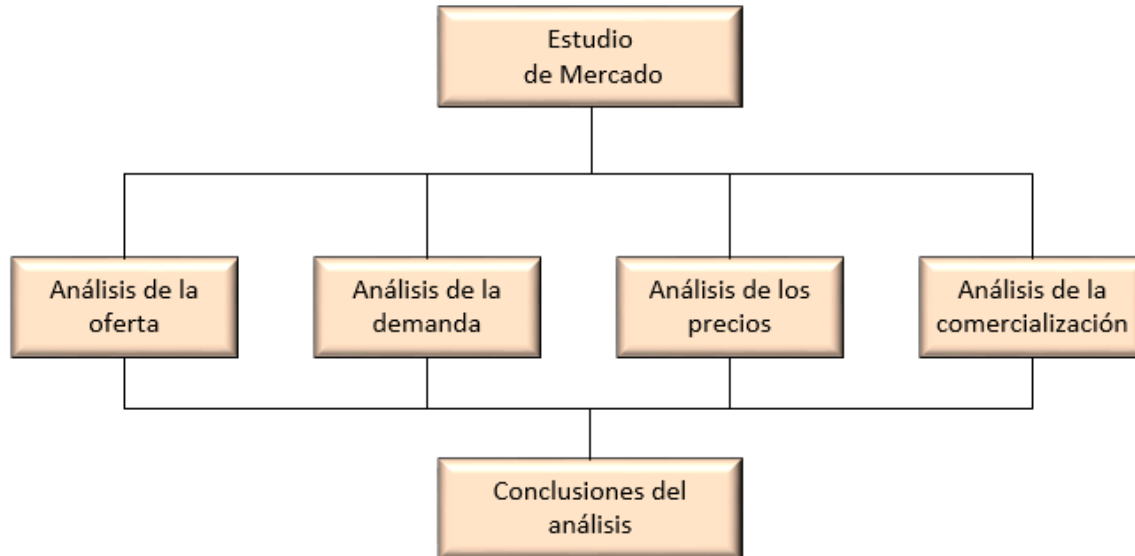 Estudio
de Mercado
Análisis de la
oferta
Análisis de la
demanda
Análisis de los
precios
Análisis de la
comercialización
Conclusiones del
análisis